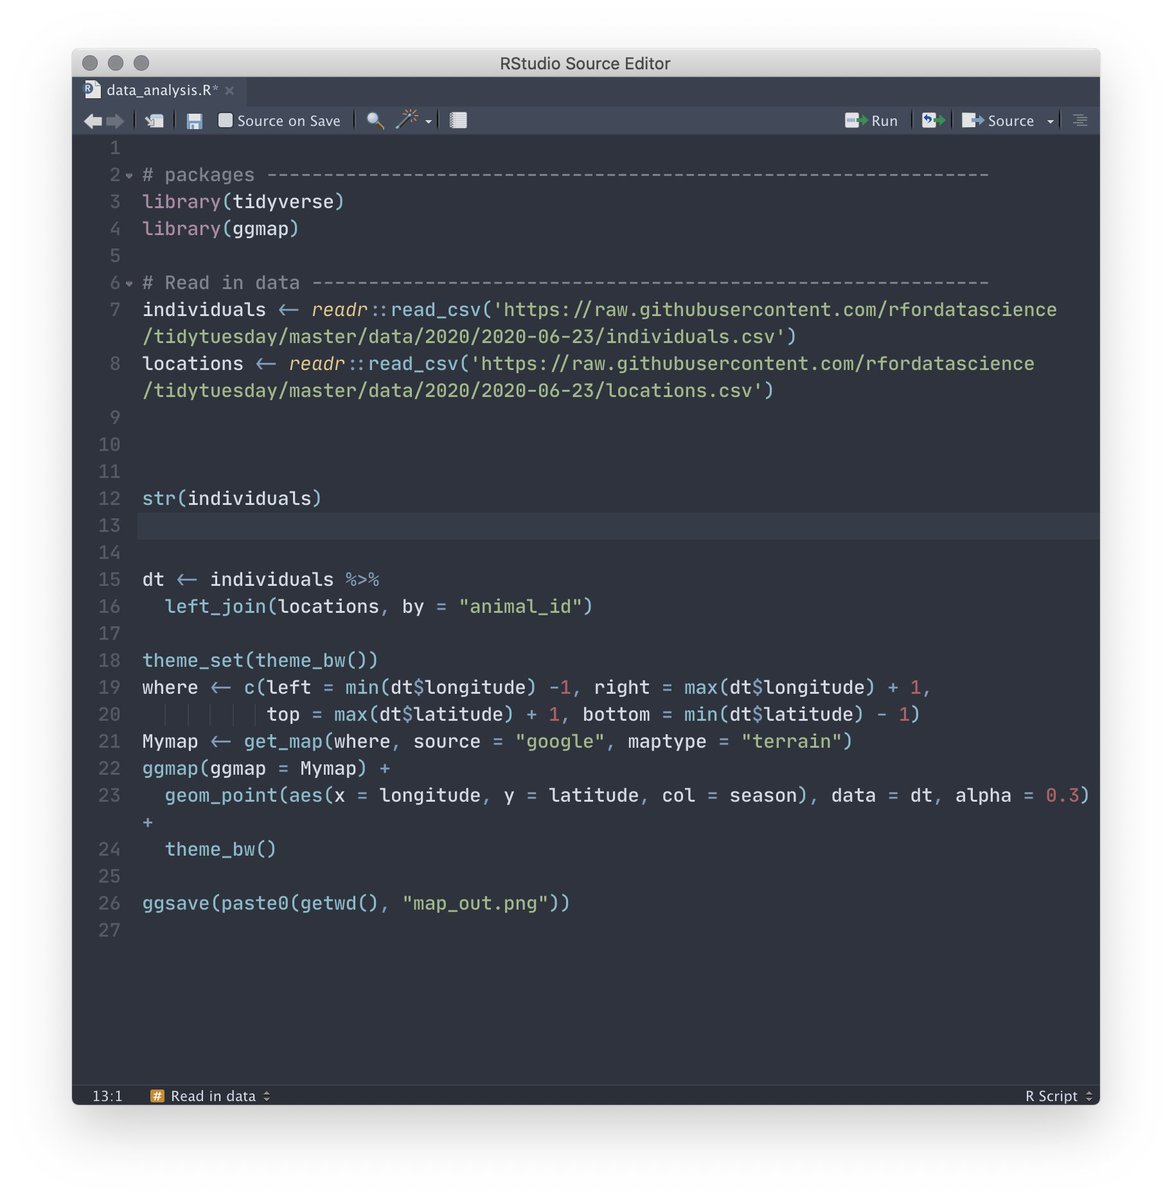 RStudio Source Editor
data_analysis.R*
Source on Save
Run
Source
1
2 # packages ----------------------------------------------------------------
3 library(tidyverse)
4 library(ggmap)
5
6 # Read in data ------------------------------------------------------------
7 individuals <- readr::read_csv('https://raw.githubusercontent.com/rfordatascience
/tidytuesday/master/data/2020/2020-06-23/individuals.csv')
8 locations <- readr::read_csv('https://raw.githubusercontent.com/rfordatascience
/tidytuesday/master/data/2020/2020-06-23/locations.csv')
9
10
11
12 str(individuals)
13
14
15 dt <- individuals %>%
16 left_join(locations, by = "animal_id")
17
18 theme_set(theme_bw())
19 where <- c(left = min(dt$longitude) -1, right = max(dt$longitude) + 1,
20 top = max(dt$latitude) + 1, bottom = min(dt$latitude) - 1)
21 Mymap <- get_map(where, source = "google", maptype = "terrain")
22 ggmap(ggmap = Mymap) +
23 geom_point(aes(x = longitude, y = latitude, col = season), data = dt, alpha = 0.3)
+
24 theme_bw()
25
26 ggsave(paste0(getwd(), "map_out.png"))
27
13:1
# Read in data
R Script